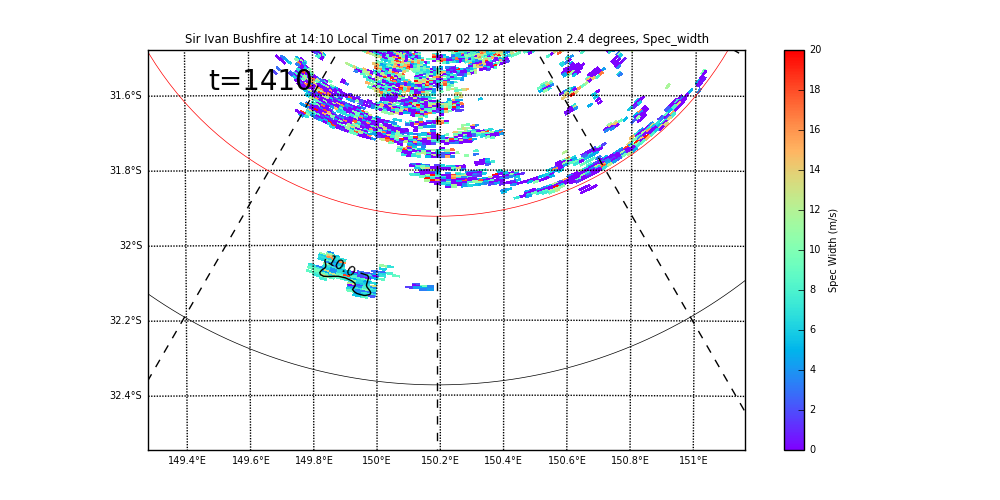 Sir Ivan Bushfire at 14:10 Local Time on 2017 02 12 at elevation 2.4 degrees, Spec_width
t=1410
31.6°S
31.8°S
32°S
32.2°S
32.4°S
10.0
149.4°E 149.6°E 149.8°E 150°E 150.2°E 150.4°E 150.6°E 150.8°E 151°E
20
18
16
14
12
10
8
6
4
2
0
Spec Width (m/s)